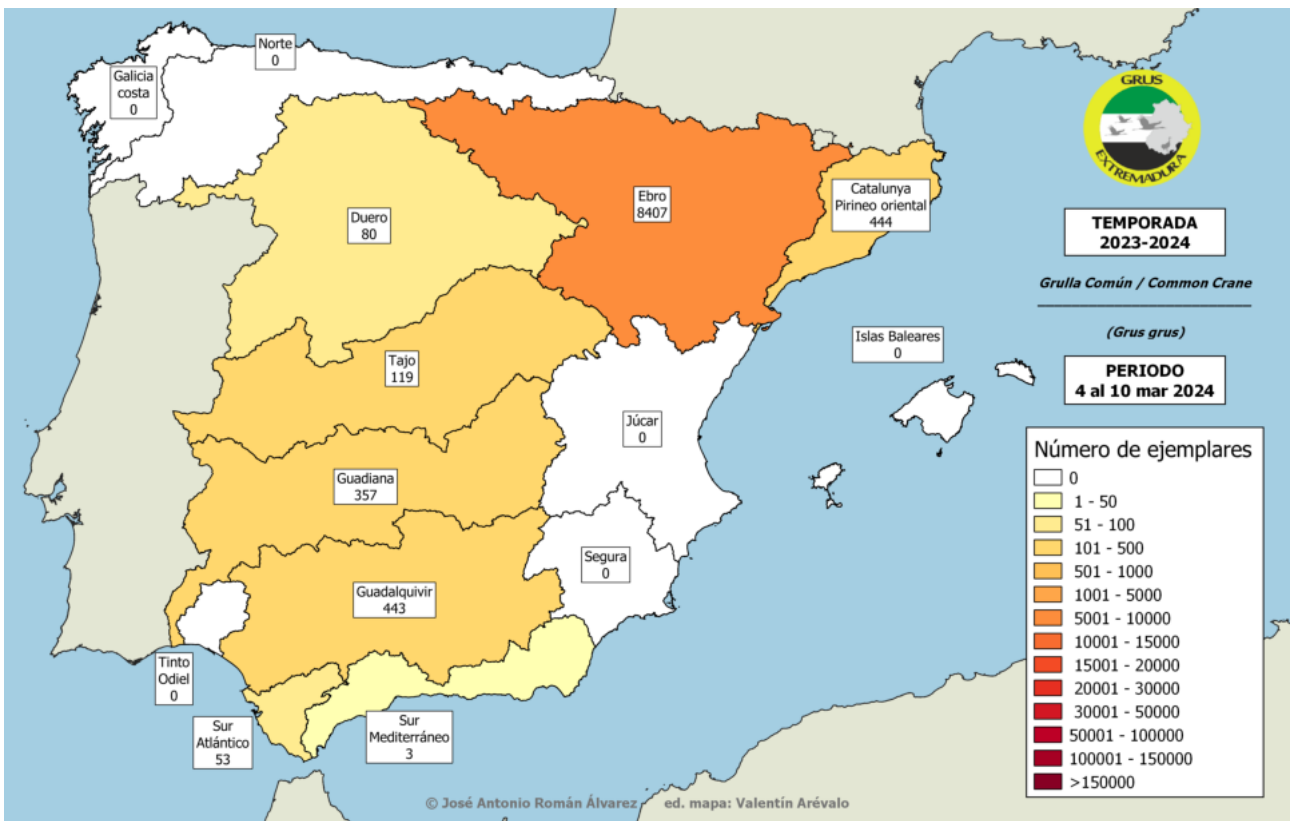 Norte
0
Galicia
costa
0
Duero
80
Ebro
8407
Catalunya
Pirineo oriental
444
Tajo
119
Islas Baleares
0
Júcar
0
Guadiana
357
Segura
0
Guadalquivir
443
Tinto
Odiel
0
Sur
Atlántico
53
Sur
Mediterráneo
3
GRUS
EXTREMADURA
TEMPORADA
2023-2024
Grulla Común / Common Crane
(Grus grus)
PERIODO
4 al 10 mar 2024
Número de ejemplares
0
1 - 50
51 - 100
101 - 500
501 - 1000
1001 - 5000
5001 - 10000
10001 - 15000
15001 - 20000
20001 - 30000
30001 - 50000
50001 - 100000
100001 - 150000
>150000
© José Antonio Román Álvarez ed. mapa: Valentín Arévalo